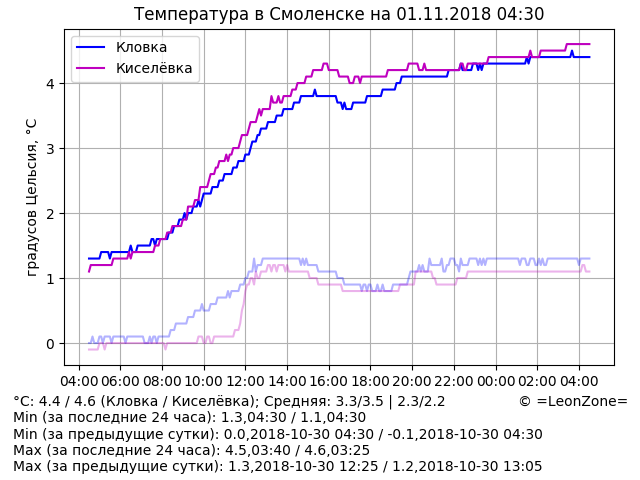 Температура в Смоленске на 01.11.2018 04:30
Кловка
Киселёвка
градусов Цельсия, °C
4
3
2
1
0
04:00 06:00 08:00 10:00 12:00 14:00 16:00 18:00 20:00 22:00 00:00 02:00 04:00
°C: 4.4 / 4.6 (Кловка / Киселёвка); Средняя: 3.3/3.5 | 2.3/2.2 © =LeonZone=
Min (за последние 24 часа): 1.3,04:30 / 1.1,04:30
Min (за предыдущие сутки): 0.0,2018-10-30 04:30 / -0.1,2018-10-30 04:30
Max (за последние 24 часа): 4.5,03:40 / 4.6,03:25
Max (за предыдущие сутки): 1.3,2018-10-30 12:25 / 1.2,2018-10-30 13:05